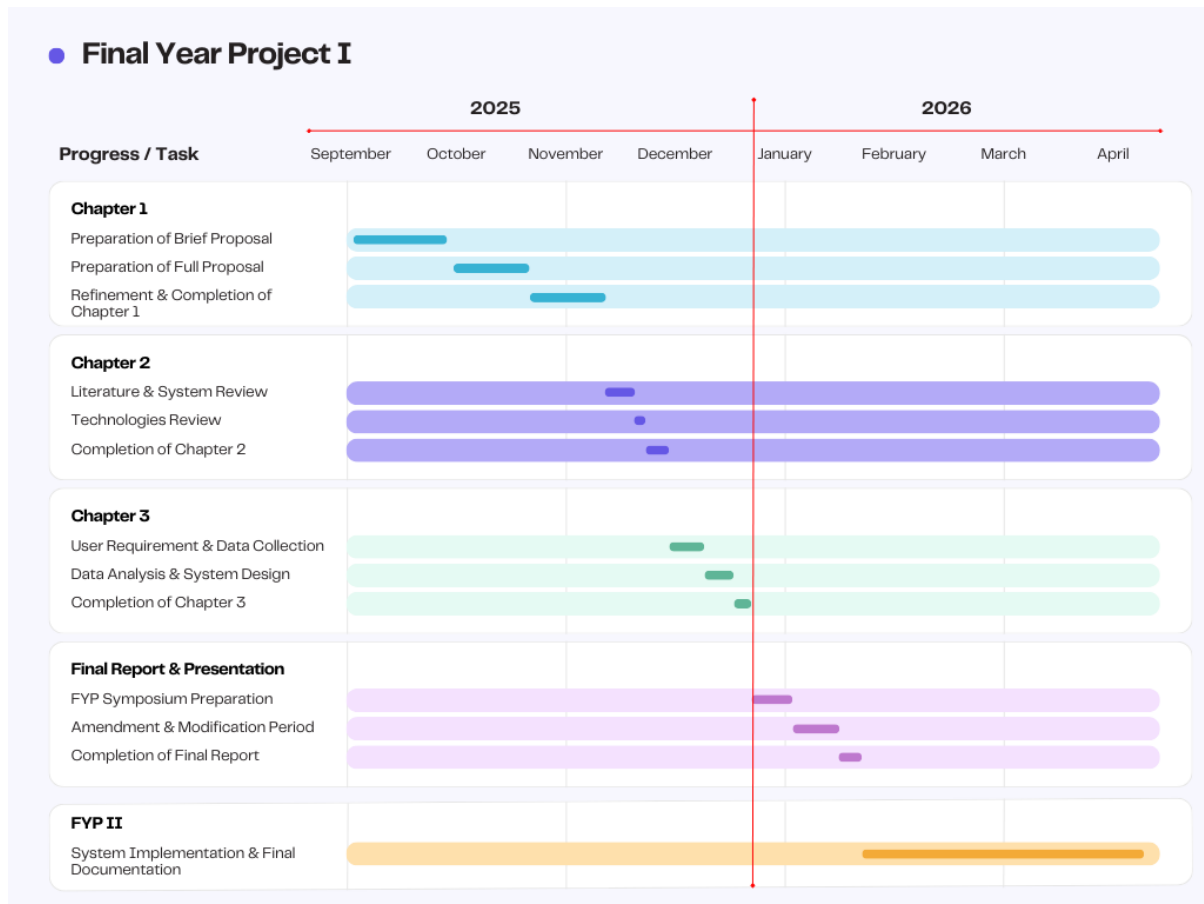 Final Year Project I
2025
2026
Progress / Task
September
October
November
December
January
February
March
April
Chapter 1
Preparation of Brief Proposal
Preparation of Full Proposal
Refinement & Completion of
Chapter 1
Chapter 2
Literature & System Review
Technologies Review
Completion of Chapter 2
Chapter 3
User Requirement & Data Collection
Data Analysis & System Design
Completion of Chapter 3
Final Report & Presentation
FYP Symposium Preparation
Amendment & Modification Period
Completion of Final Report
FYP II
System Implementation & Final
Documentation